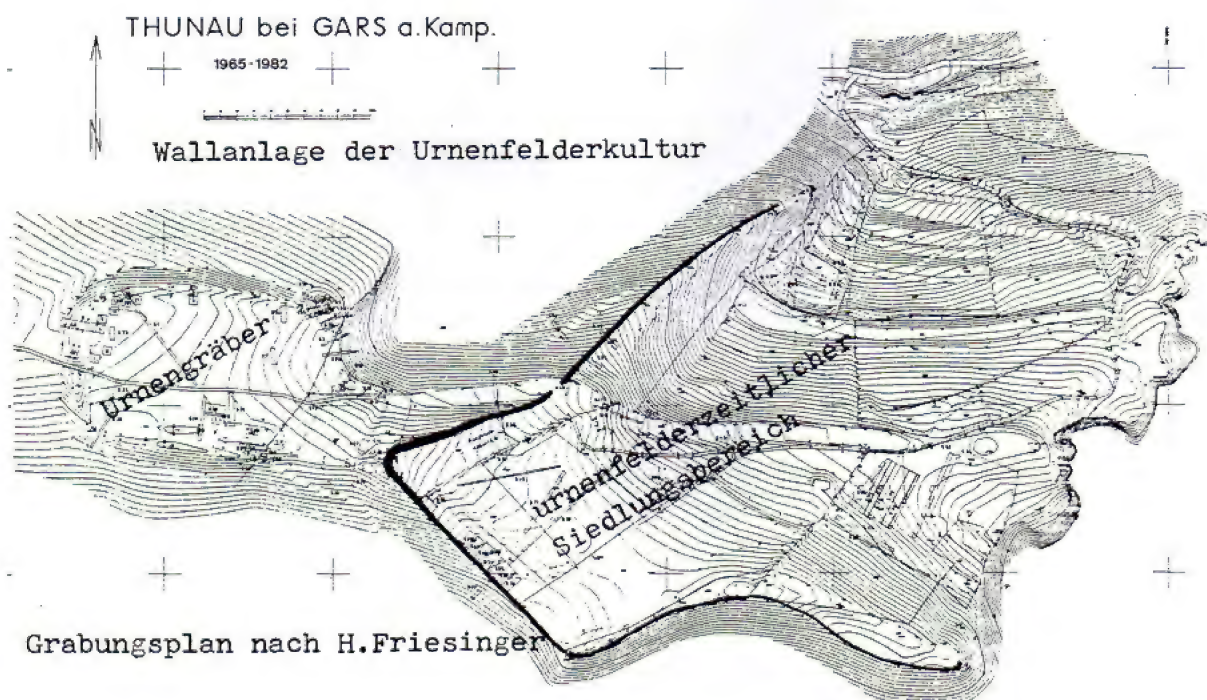 THUNAU bei GARS a.Kamp.
1965-1982
N
Wallanlage der Urnenfelderkultur
Urnengräber
urnenfelderzeitlicher
Siedlungsbereich
Grabungsplan nach H.Friesinger